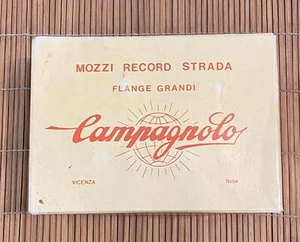 MOZZI RECORD STRADA
FLANGE GRANDI
Campagnolo
VICENZA Italia